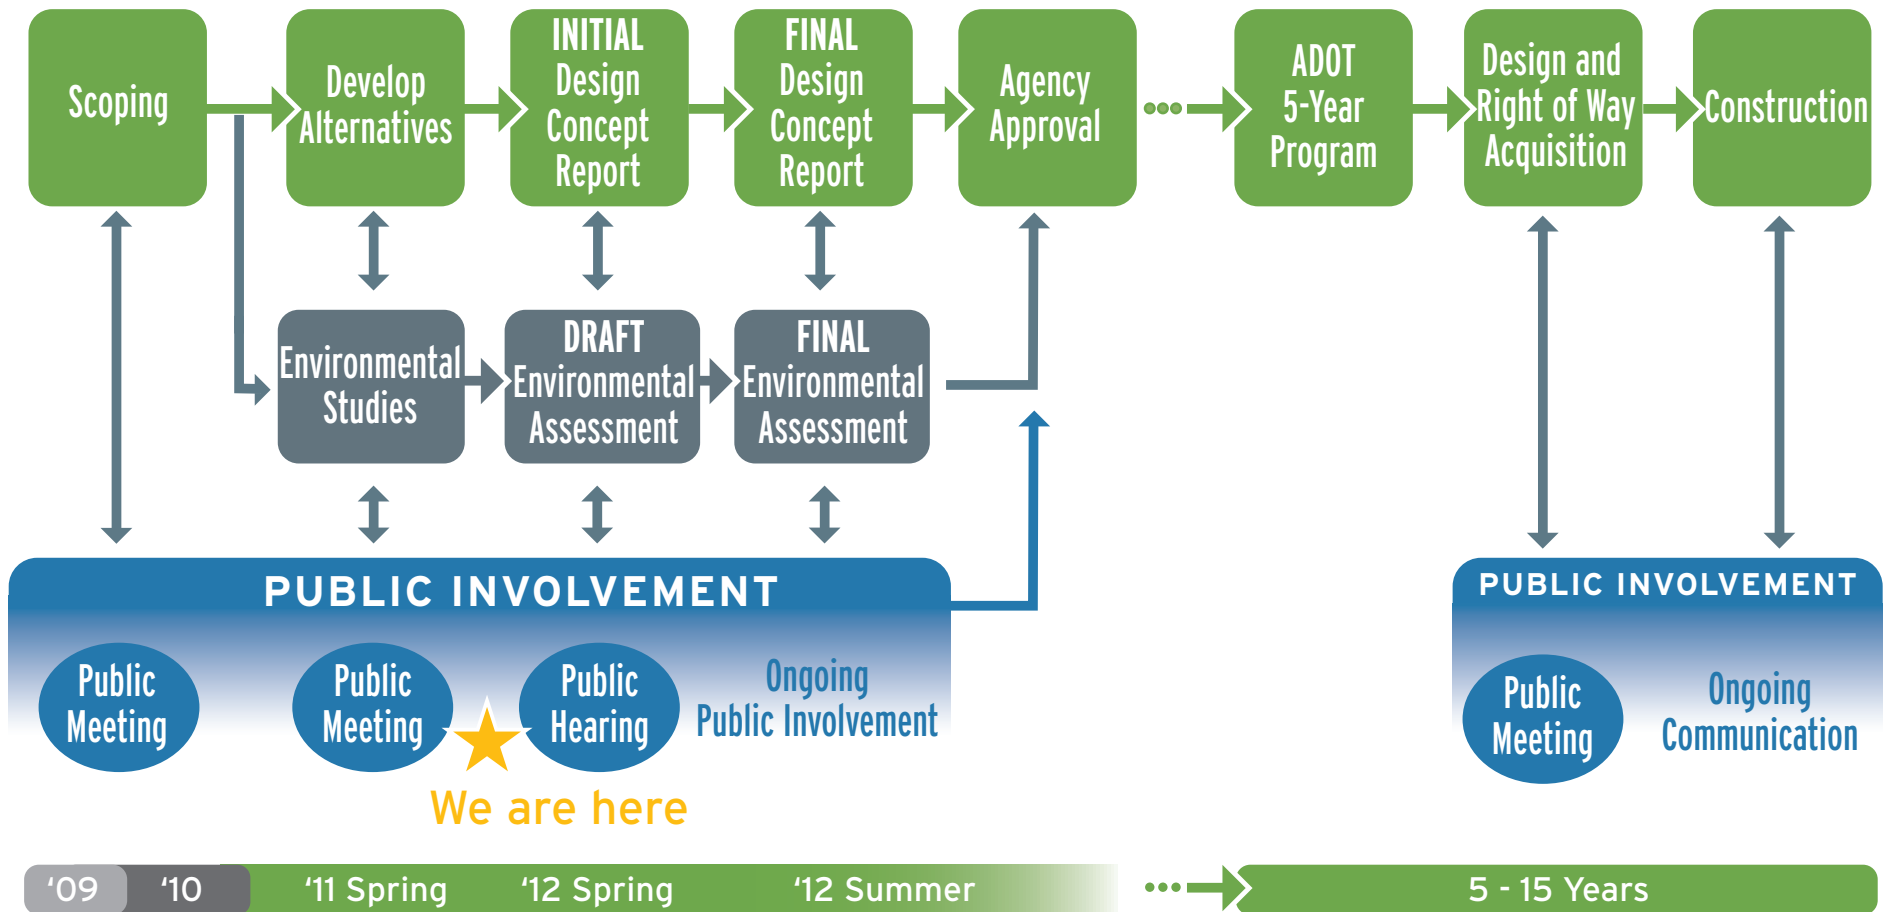 Scoping
Develop
Alternatives
INITIAL
Design
Concept
Report
FINAL
Design
Concept
Report
Agency
Approval
ADOT
5-Year
Program
Design and
Right of Way
Acquisition
Construction
Environmental
Studies
DRAFT
Environmental
Assessment
FINAL
Environmental
Assessment
PUBLIC INVOLVEMENT
Public
Meeting
Public
Meeting
Public
Hearing
Ongoing
Public Involvement
We are here
PUBLIC INVOLVEMENT
Public
Meeting
Ongoing
Communication
‘09
‘10
‘11 Spring
‘12 Spring
‘12 Summer
5 - 15 Years